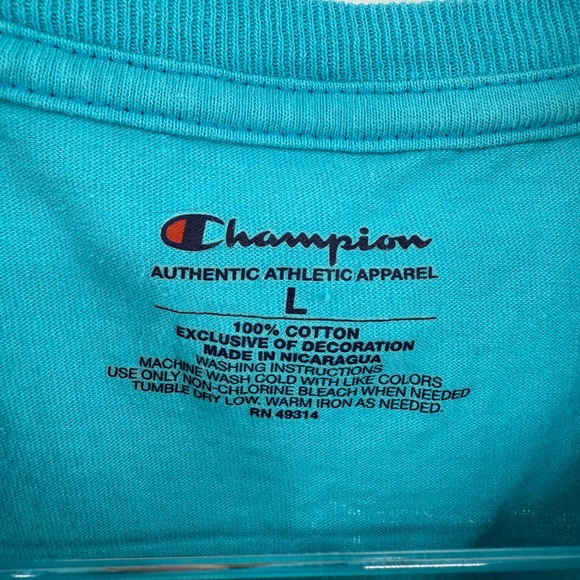 Champion
AUTHENTIC ATHLETIC APPAREL
L
100% COTTON
EXCLUSIVE OF DECORATION
MADE IN NICARAGUA
WASHING INSTRUCTIONS
MACHINE WASH COLD WITH LIKE COLORS
USE ONLY NON-CHLORINE BLEACH WHEN NEEDED
TUMBLE DRY LOW. WARM IRON AS NEEDED.
RN 49314